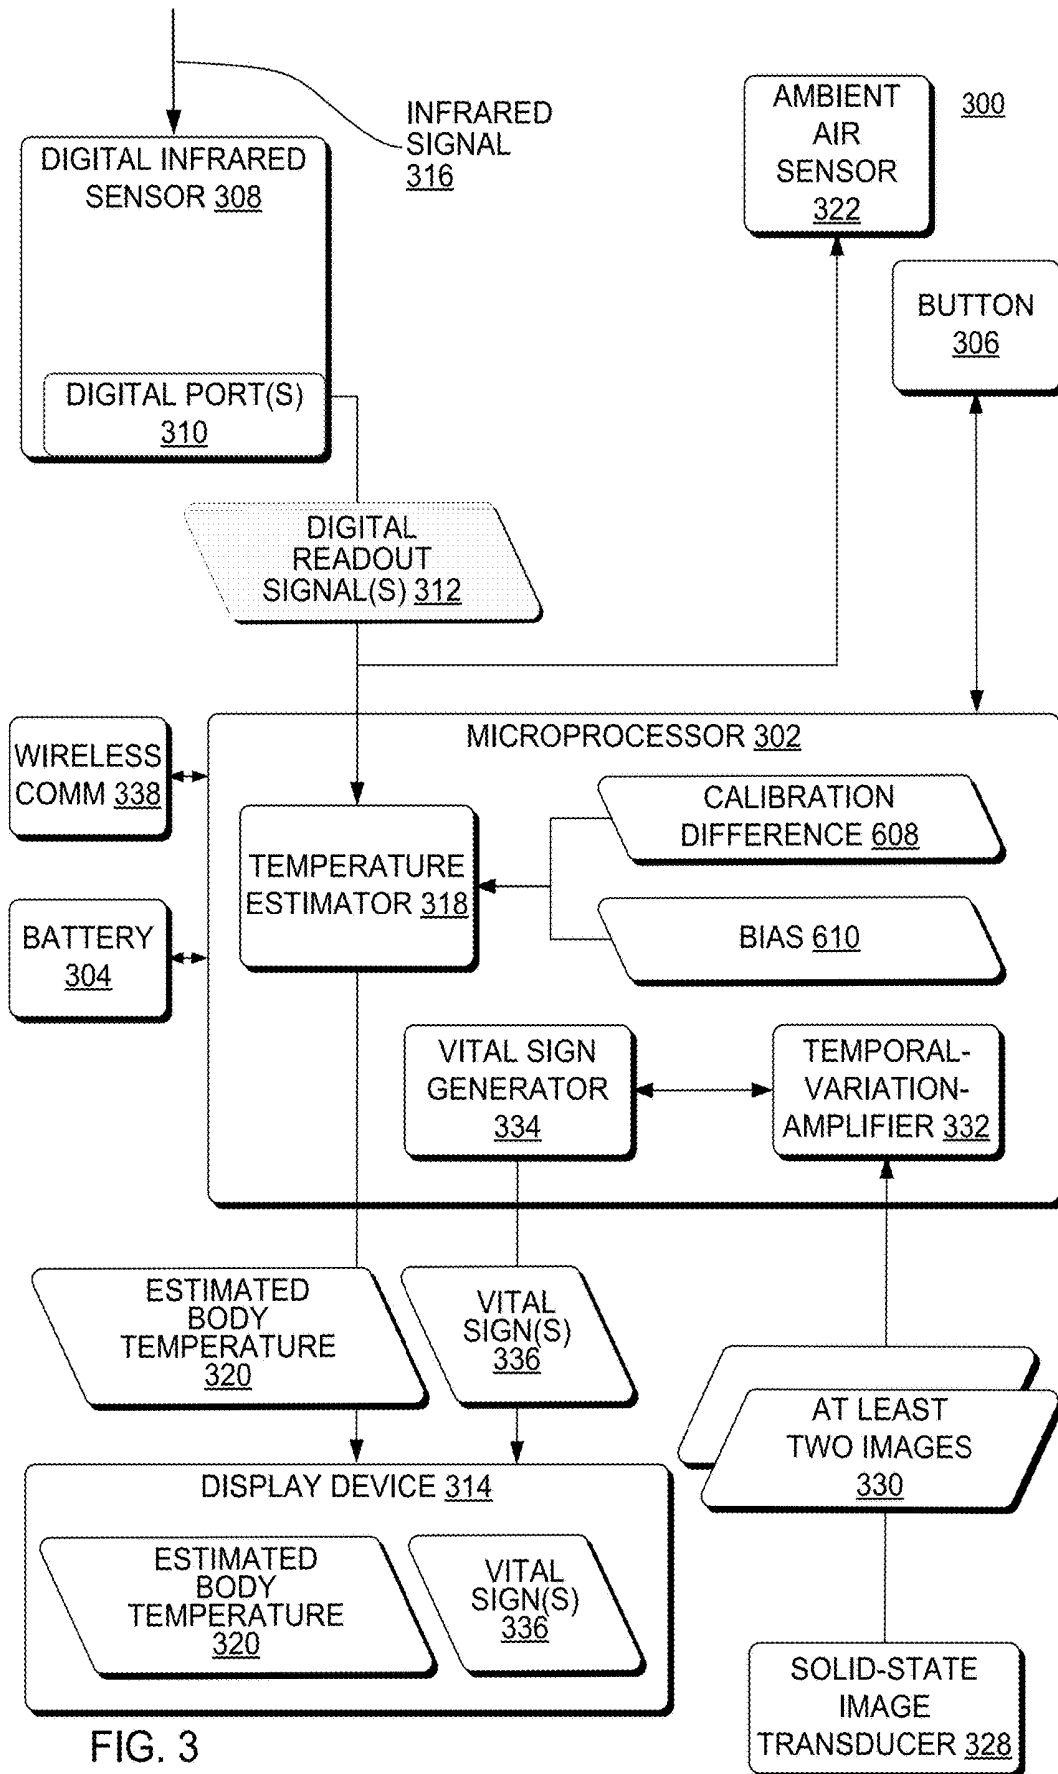 INFRARED
SIGNAL
316
AMBIENT
AIR
SENSOR
322
300
DIGITAL INFRARED
SENSOR 308
BUTTON
306
DIGITAL PORT(S)
310
DIGITAL
READOUT
SIGNAL(S) 312
WIRELESS
COMM 338
MICROPROCESSOR 302
CALIBRATION
DIFFERENCE 608
TEMPERATURE
ESTIMATOR 318
BATTERY
304
BIAS 610
VITAL SIGN
GENERATOR
334
TEMPORAL-
VARIATION-
AMPLIFIER 332
ESTIMATED
BODY
TEMPERATURE
320
VITAL
SIGN(S)
336
AT LEAST
TWO IMAGES
330
DISPLAY DEVICE 314
ESTIMATED
BODY
TEMPERATURE
320
VITAL
SIGN(S)
336
SOLID-STATE
IMAGE
TRANSDUCER 328
FIG. 3